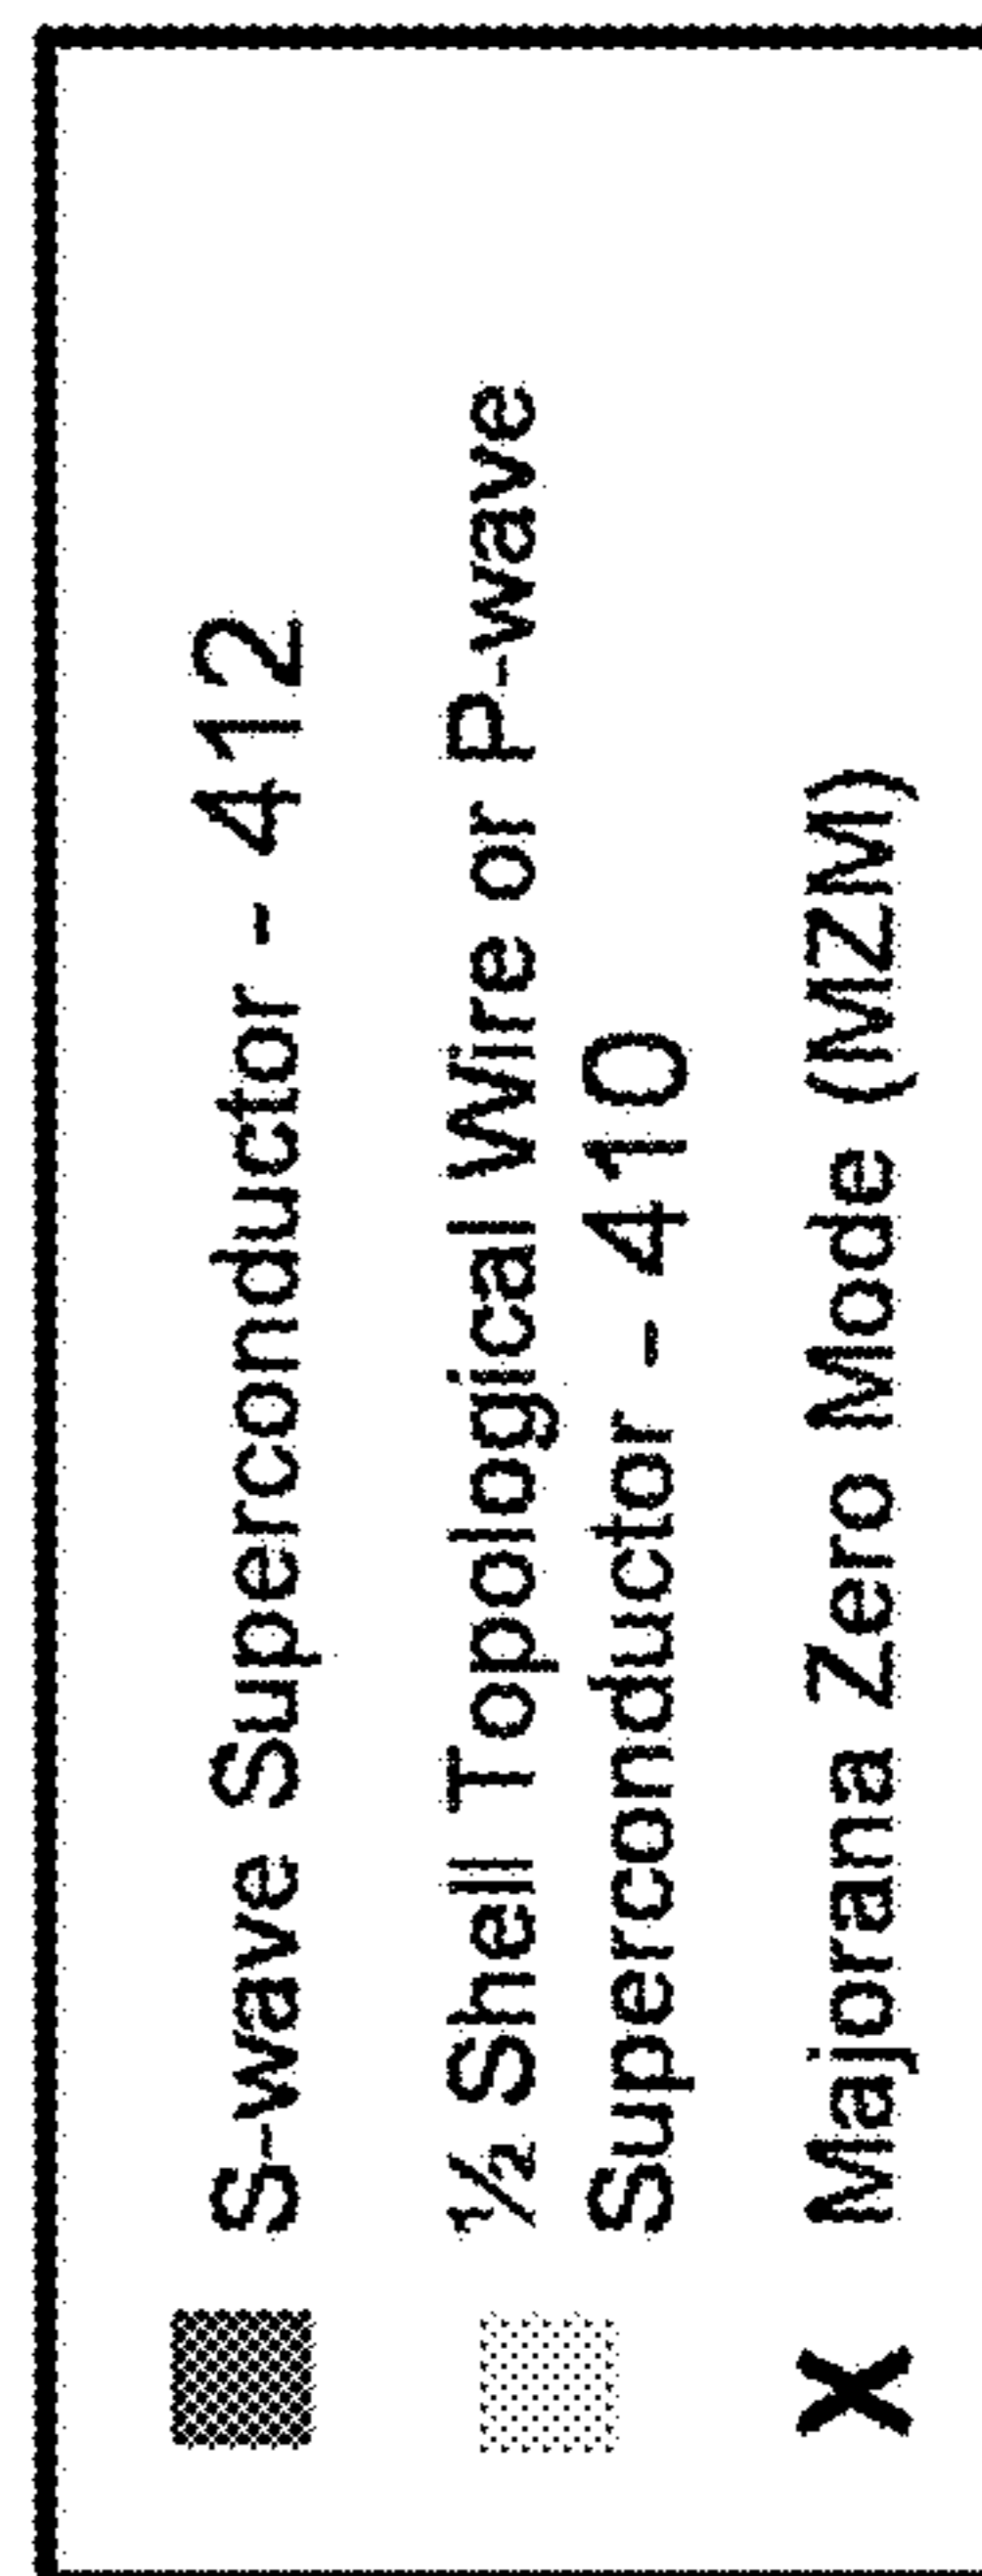 S-wave Superconductor - 412
½ Shell Topological Wire or P-wave
Superconductor - 410
X Majorana Zero Mode (MZM)